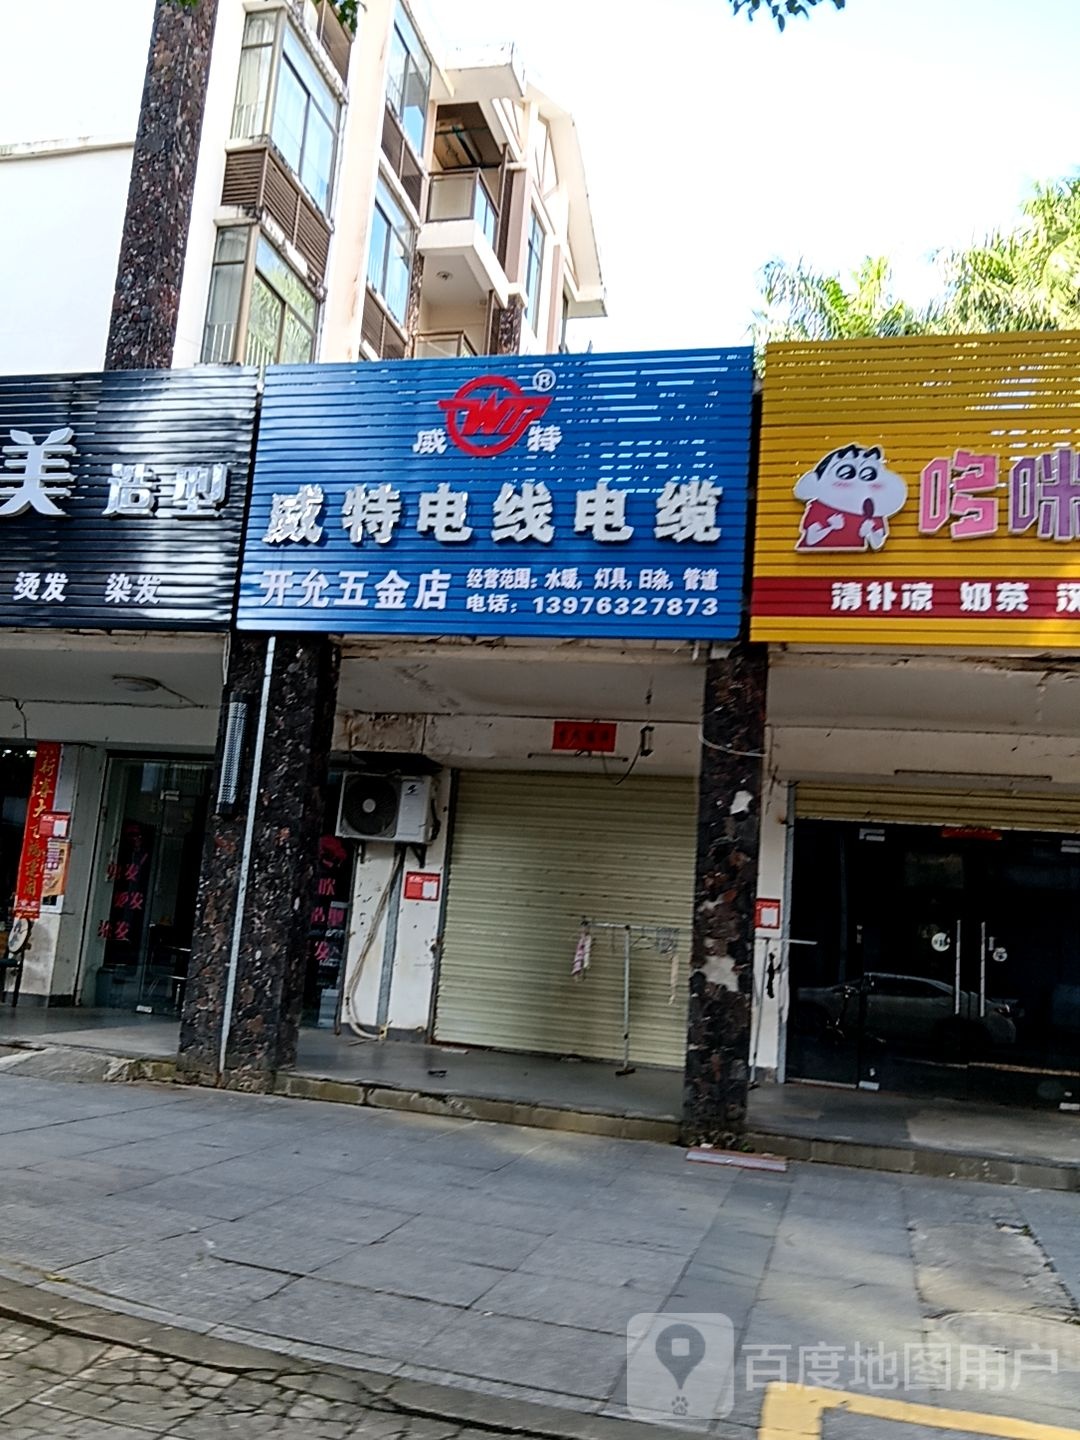 美 造型
烫发 染发
WT ®
威 特
威特电线电缆
开允五金店
经营范围：水暖，灯具，日杂，管道
电话：13976327873
哆咪
清补凉 奶茶
百度地图用户